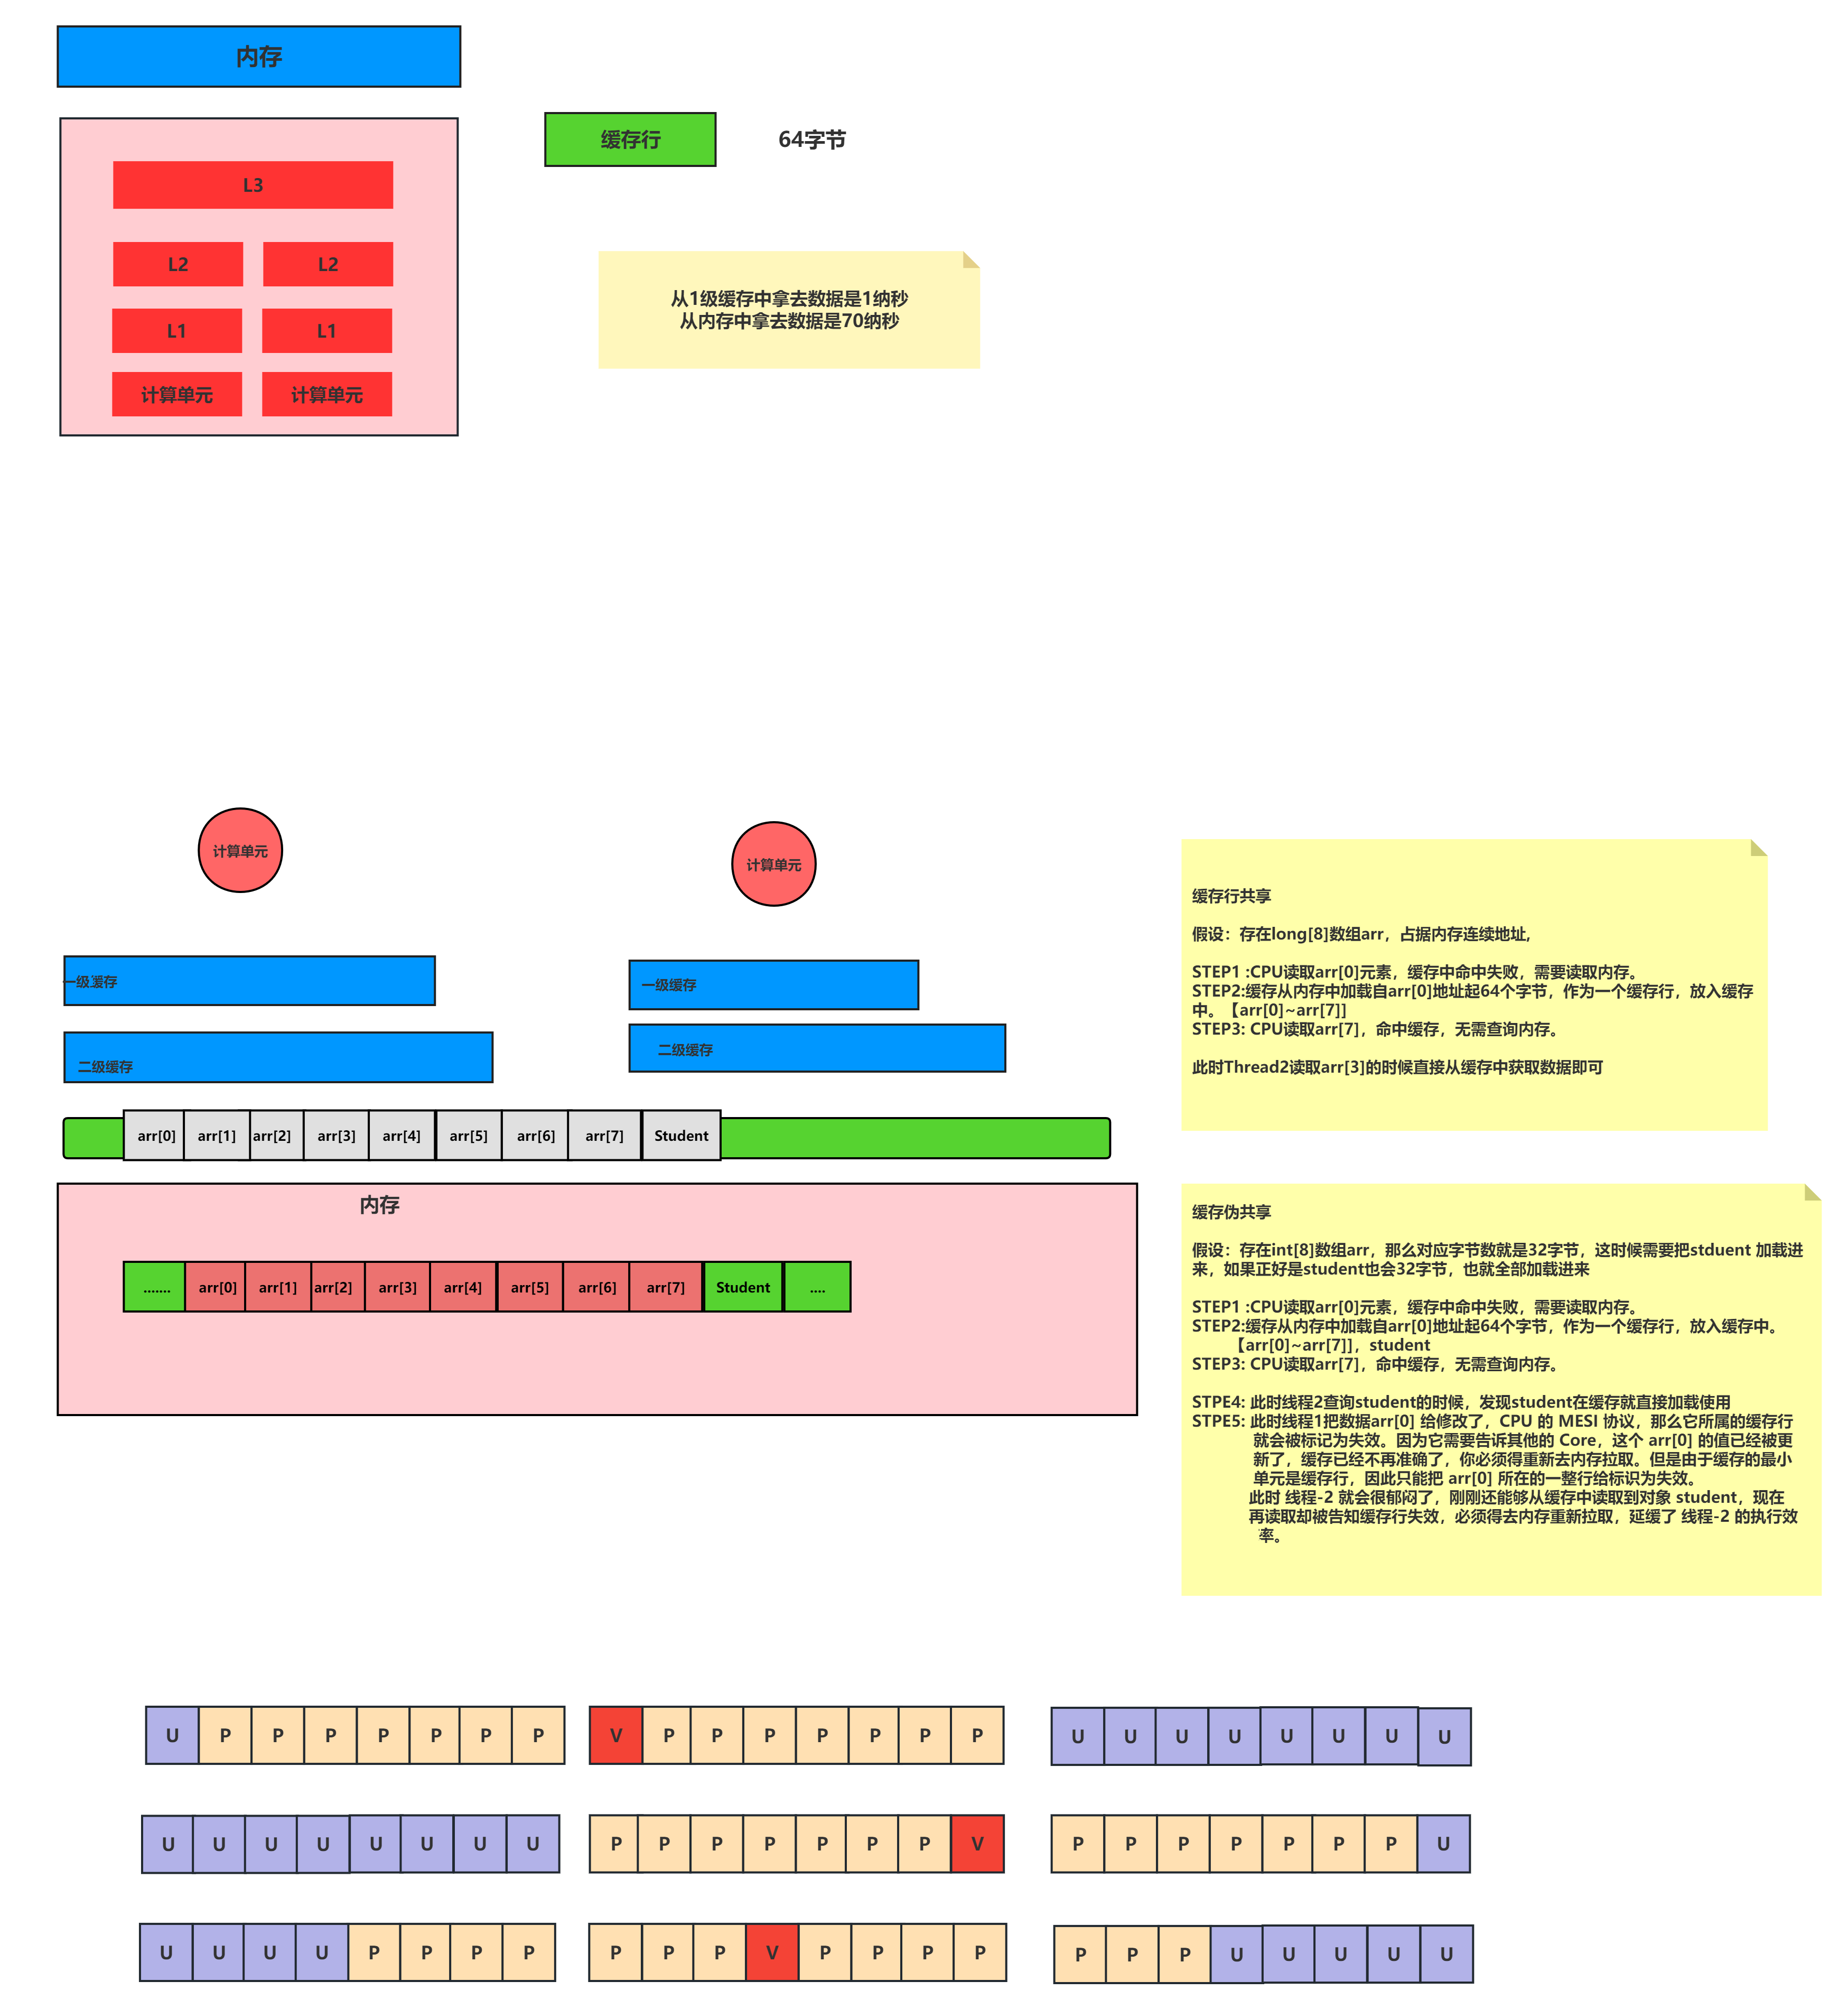 内存
缓存行
64字节
L3
L2 L2
L1 L1
计算单元 计算单元
从1级缓存中拿去数据是1纳秒
从内存中拿去数据是70纳秒
计算单元
计算单元
一级缓存
一级缓存
二级缓存
二级缓存
arr[0] arr[1] arr[2] arr[3] arr[4] arr[5] arr[6] arr[7] Student
内存
....... arr[0] arr[1] arr[2] arr[3] arr[4] arr[5] arr[6] arr[7] Student ....
缓存行共享
假设：存在long[8]数组arr，占据内存连续地址,
STEP1 :CPU读取arr[0]元素，缓存中命中失败，需要读取内存。
STEP2:缓存从内存中加载自arr[0]地址起64个字节，作为一个缓存行，放入缓存
中。【arr[0]~arr[7]]
STEP3: CPU读取arr[7]，命中缓存，无需查询内存。
此时Thread2读取arr[3]的时候直接从缓存中获取数据即可
缓存伪共享
假设：存在int[8]数组arr，那么对应字节数就是32字节，这时候需要把stduent 加载进
来，如果正好是student也会32字节，也就全部加载进来
STEP1 :CPU读取arr[0]元素，缓存中命中失败，需要读取内存。
STEP2:缓存从内存中加载自arr[0]地址起64个字节，作为一个缓存行，放入缓存中。
【arr[0]~arr[7]]，student
STEP3: CPU读取arr[7]，命中缓存，无需查询内存。
STPE4: 此时线程2查询student的时候，发现student在缓存就直接加载使用
STPE5: 此时线程1把数据arr[0] 给修改了，CPU 的 MESI 协议，那么它所属的缓存行
就会被标记为失效。因为它需要告诉其他的 Core，这个 arr[0] 的值已经被更
新了，缓存已经不再准确了，你必须得重新去内存拉取。但是由于缓存的最小
单元是缓存行，因此只能把 arr[0] 所在的一整行给标识为失效。
此时 线程-2 就会很郁闷了，刚刚还能够从缓存中读取到对象 student，现在
再读取却被告知缓存行失效，必须得去内存重新拉取，延缓了 线程-2 的执行效
率。
U P P P P P P P V P P P P P P P U U U U U U U U
U U U U U U U U P P P P P P P V P P P P P P P U
U U U U P P P P P P P V P P P P P P P U U U U U